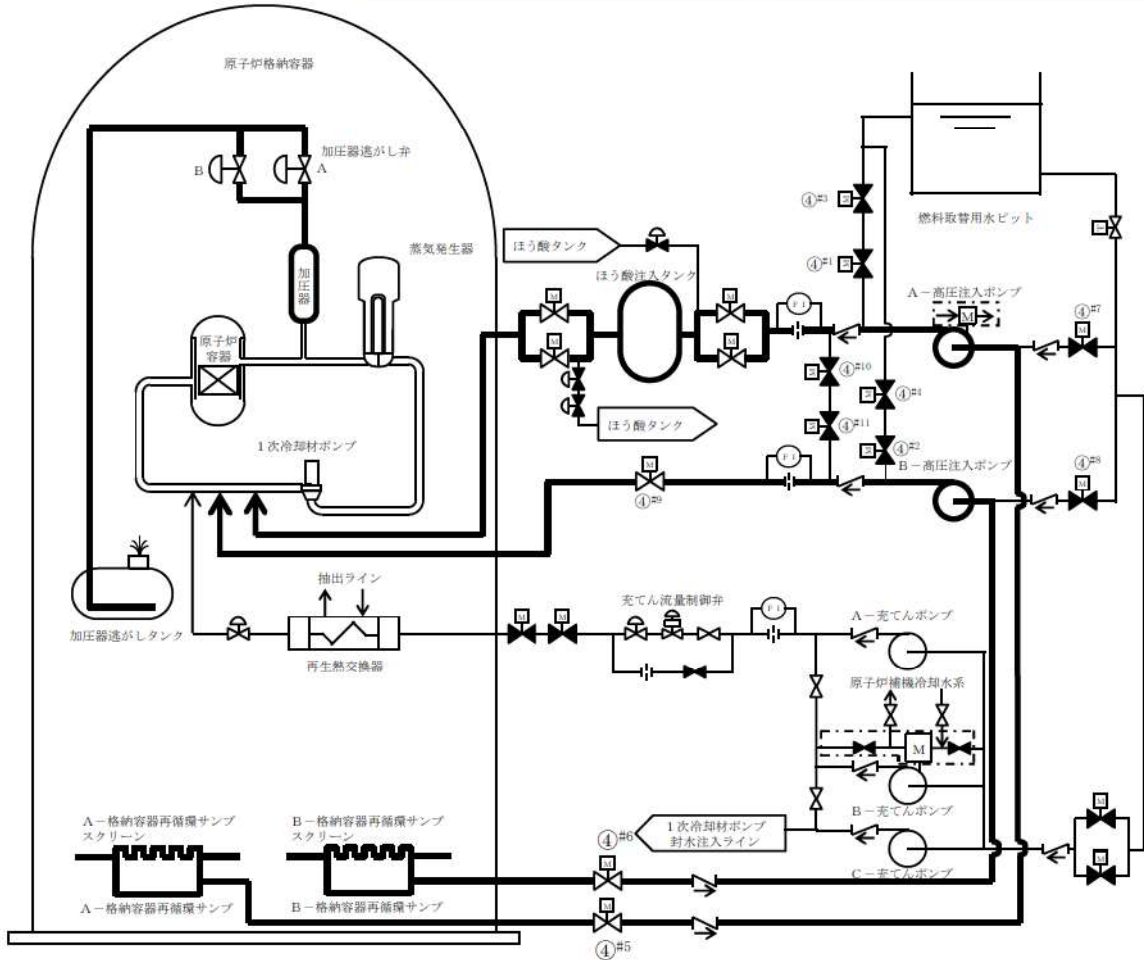 原子炉格納容器
加圧器逃がし弁
B
A
加圧器
蒸気発生器
原子炉
容器
1次冷却材ポンプ
加圧器逃がしタンク
ほう酸タンク
ほう酸注入タンク
M
M
M
M
F I
ほう酸タンク
燃料取替用水ピット
M
④#3
M
④#1
A-高圧注入ポンプ
M
M
④#7
M
④#10
M
④#4
M
④#11
M
④#2
F I
B-高圧注入ポンプ
M
④#8
M
④#9
抽出ライン
再生熱交換器
M
M
充てん流量制御弁
F I
A-充てんポンプ
原子炉補機冷却水系
M
B-充てんポンプ
1次冷却材ポンプ
封水注入ライン
C-充てんポンプ
M
M
A-格納容器再循環サンプ
スクリーン
B-格納容器再循環サンプ
スクリーン
④#6
M
A-格納容器再循環サンプ
B-格納容器再循環サンプ
M
④#5